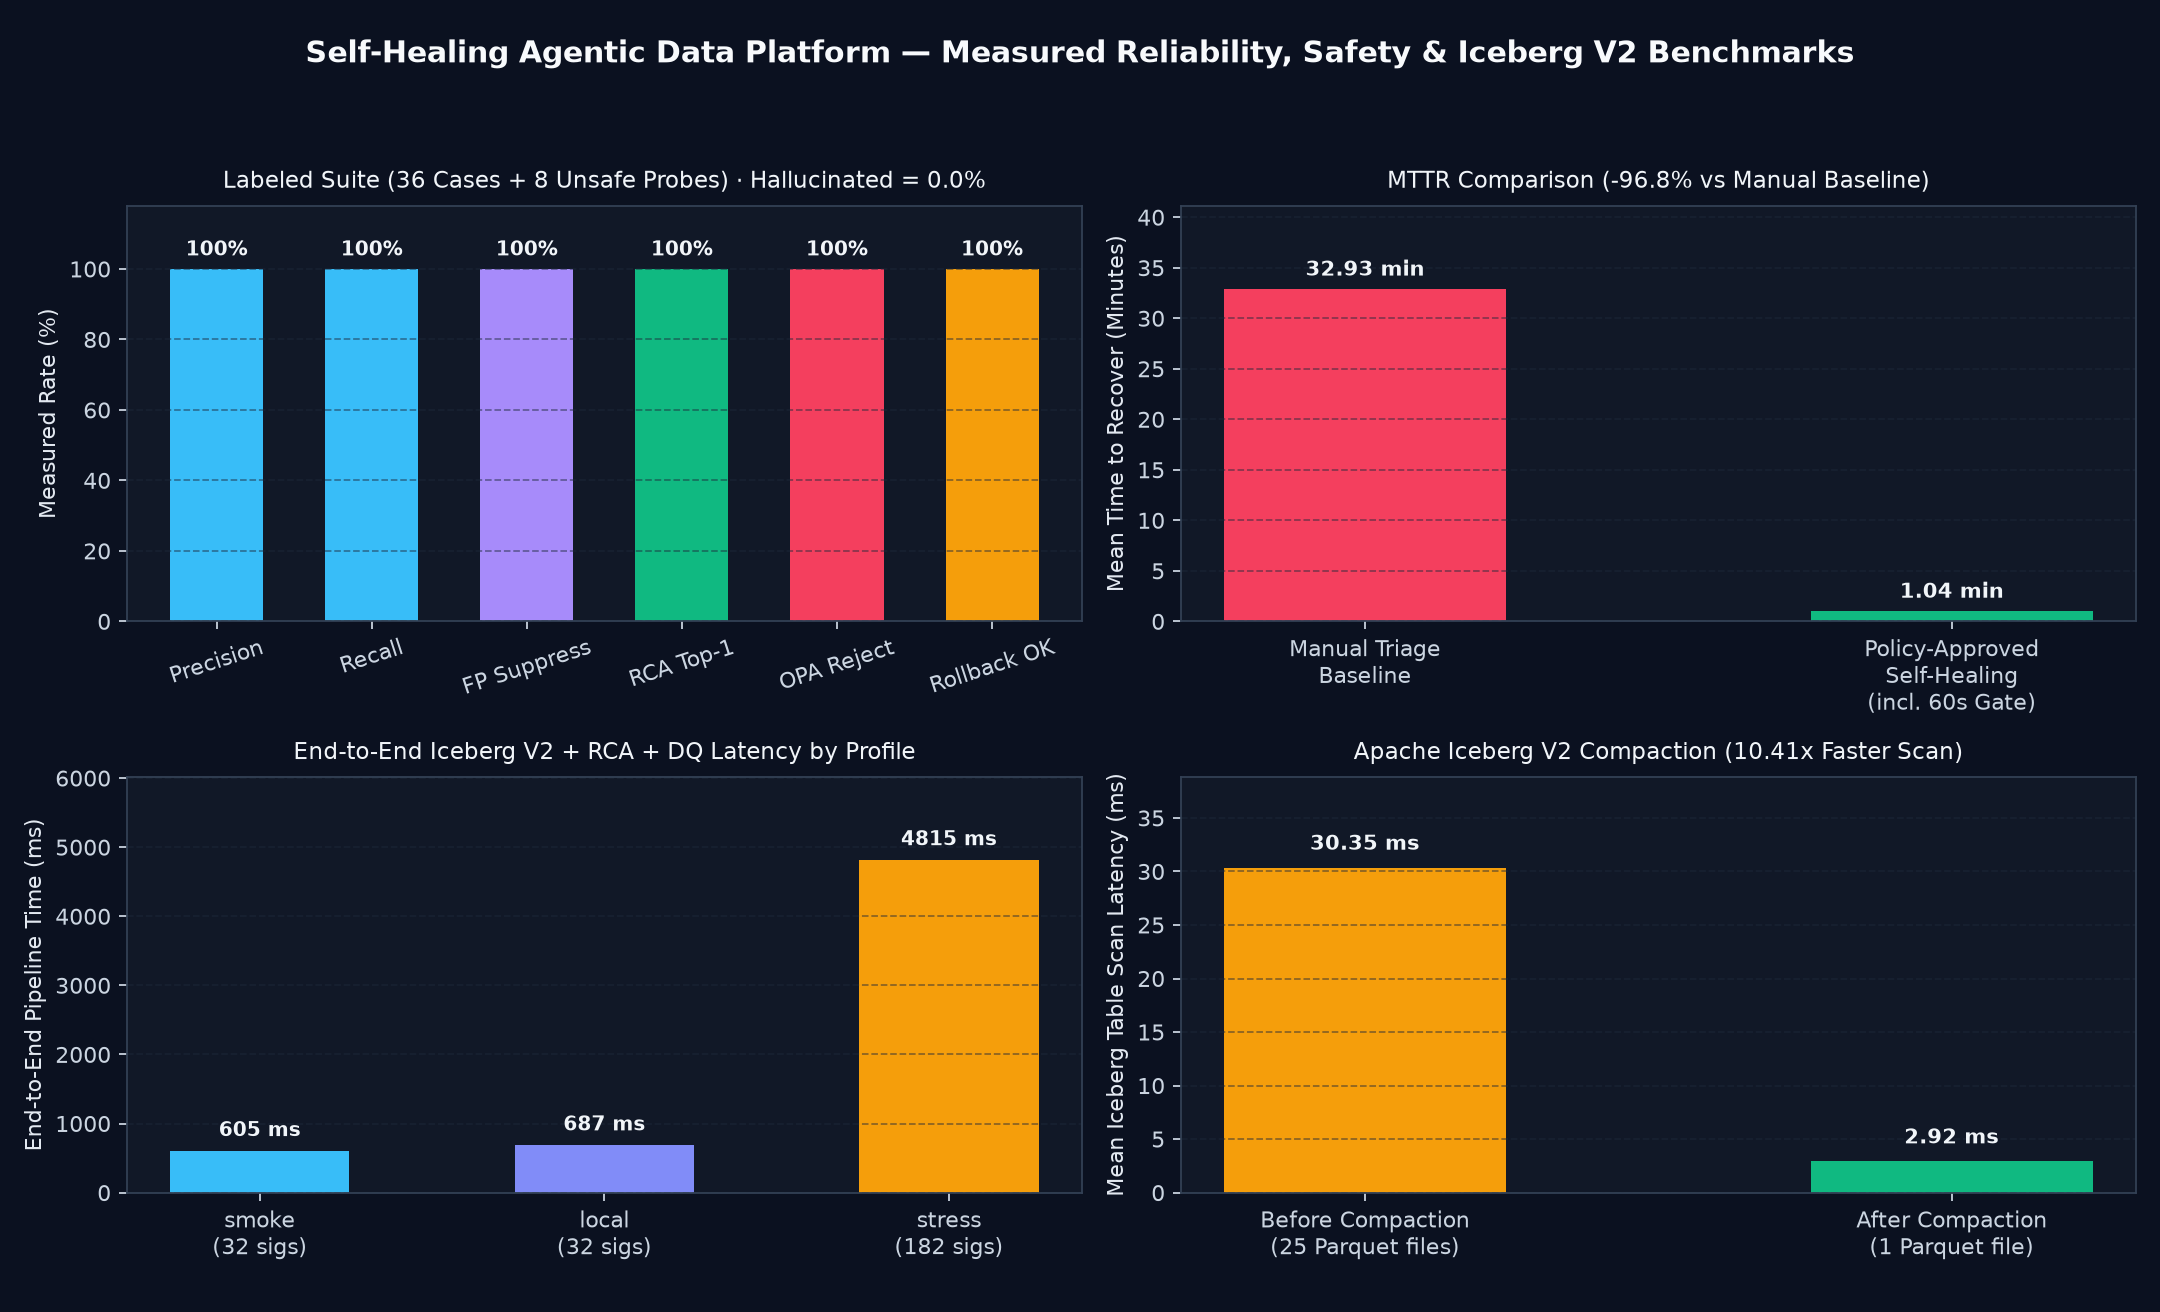 Self-Healing Agentic Data Platform — Measured Reliability, Safety & Iceberg V2 Benchmarks
Labeled Suite (36 Cases + 8 Unsafe Probes) · Hallucinated = 0.0%
Measured Rate (%)
100
80
60
40
20
0
100%
100%
100%
100%
100%
100%
Precision
Recall
FP Suppress
RCA Top-1
OPA Reject
Rollback OK
MTTR Comparison (-96.8% vs Manual Baseline)
Mean Time to Recover (Minutes)
40
35
30
25
20
15
10
5
0
32.93 min
1.04 min
Manual Triage
Baseline
Policy-Approved
Self-Healing
(incl. 60s Gate)
End-to-End Iceberg V2 + RCA + DQ Latency by Profile
End-to-End Pipeline Time (ms)
6000
5000
4000
3000
2000
1000
0
605 ms
687 ms
4815 ms
smoke
(32 sigs)
local
(32 sigs)
stress
(182 sigs)
Apache Iceberg V2 Compaction (10.41x Faster Scan)
Mean Iceberg Table Scan Latency (ms)
35
30
25
20
15
10
5
0
30.35 ms
2.92 ms
Before Compaction
(25 Parquet files)
After Compaction
(1 Parquet file)